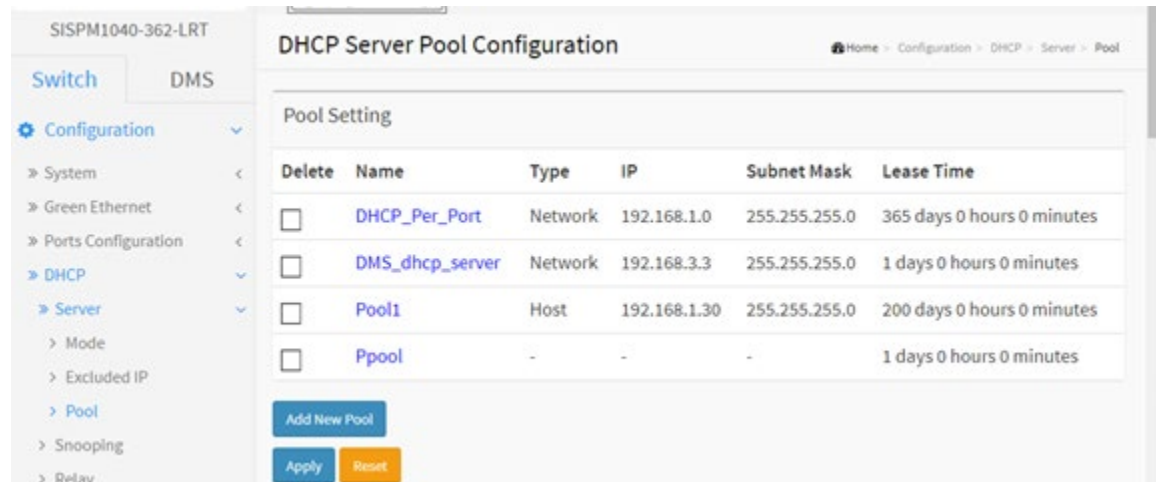 SISPM1040-362-LRT
Switch DMS
Configuration
» System
» Green Ethernet
» Ports Configuration
» DHCP
» Server
> Mode
> Excluded IP
> Pool
> Snooping
> Relay
DHCP Server Pool Configuration
Home > Configuration > DHCP > Server > Pool
Pool Setting
Delete Name Type IP Subnet Mask Lease Time
DHCP_Per_Port Network 192.168.1.0 255.255.255.0 365 days 0 hours 0 minutes
DMS_dhcp_server Network 192.168.3.3 255.255.255.0 1 days 0 hours 0 minutes
Pool1 Host 192.168.1.30 255.255.255.0 200 days 0 hours 0 minutes
Ppool - - - 1 days 0 hours 0 minutes
Add New Pool
Apply Reset